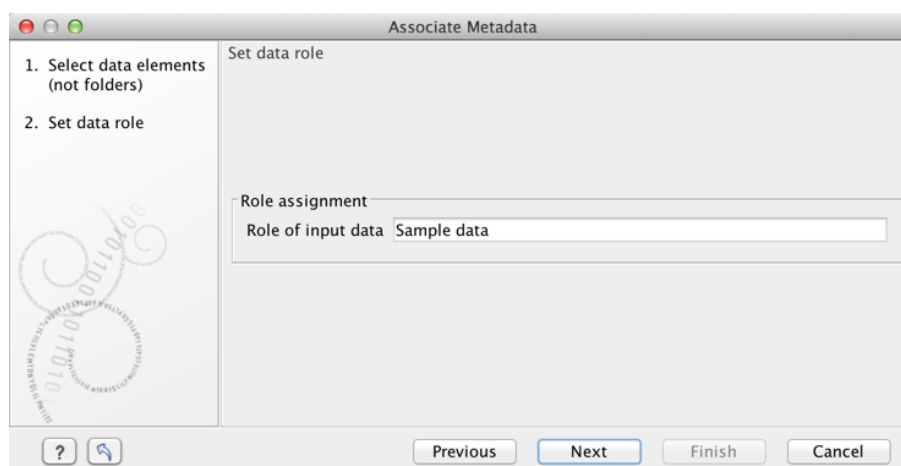 Associate Metadata
1. Select data elements
(not folders)
2. Set data role
Set data role
Role assignment
Role of input data Sample data
? Previous Next Finish Cancel